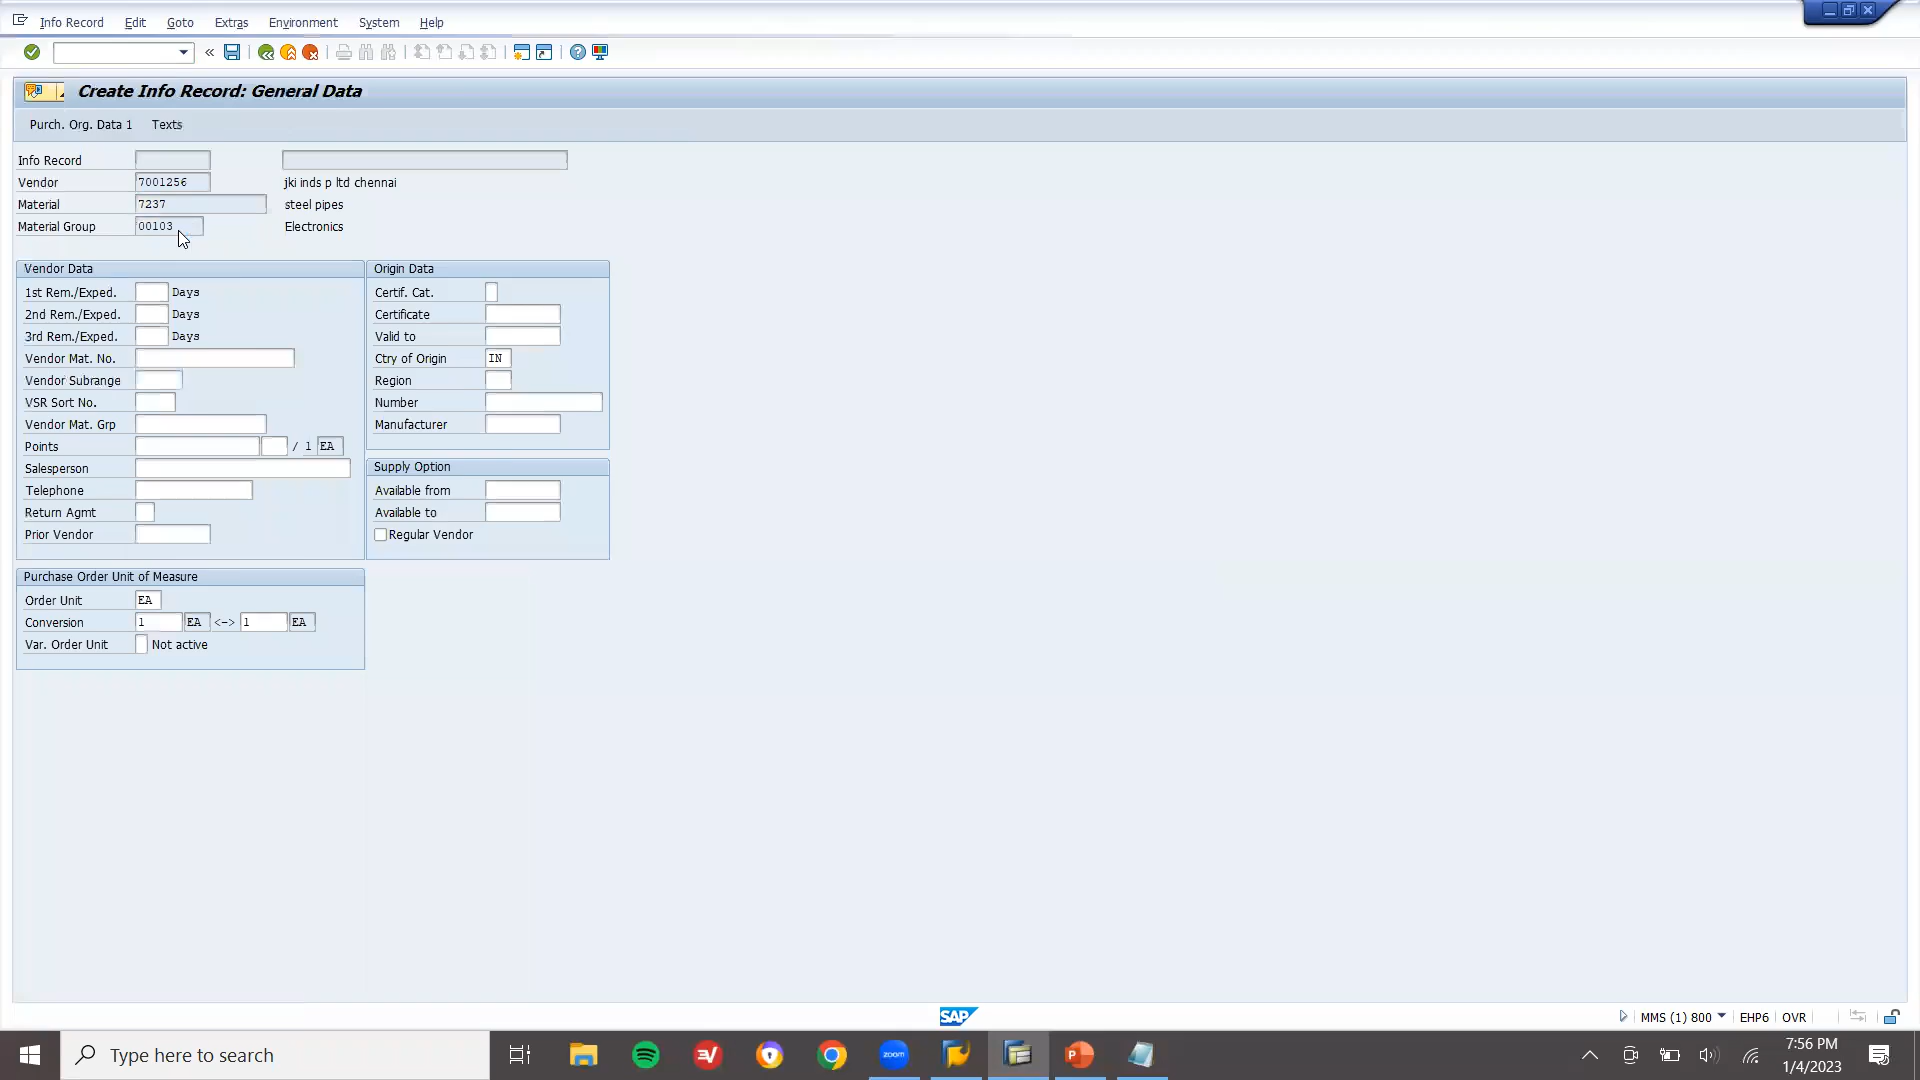 Info Record Edit Goto Extras Environment System Help
«
Create Info Record: General Data
Purch. Org. Data 1 Texts
Info Record
Vendor 7001256 jki inds p ltd chennai
Material 7237 steel pipes
Material Group 00103 Electronics
Vendor Data
1st Rem./Exped. Days
2nd Rem./Exped. Days
3rd Rem./Exped. Days
Vendor Mat. No.
Vendor Subrange
VSR Sort No.
Vendor Mat. Grp
Points / 1 EA
Salesperson
Telephone
Return Agmt
Prior Vendor
Origin Data
Certif. Cat.
Certificate
Valid to
Ctry of Origin IN
Region
Number
Manufacturer
Supply Option
Available from
Available to
Regular Vendor
Purchase Order Unit of Measure
Order Unit EA
Conversion 1 EA <-> 1 EA
Var. Order Unit Not active
SAP
MMS (1) 800 EHP6 OVR
Type here to search
zoom
7:56 PM
1/4/2023